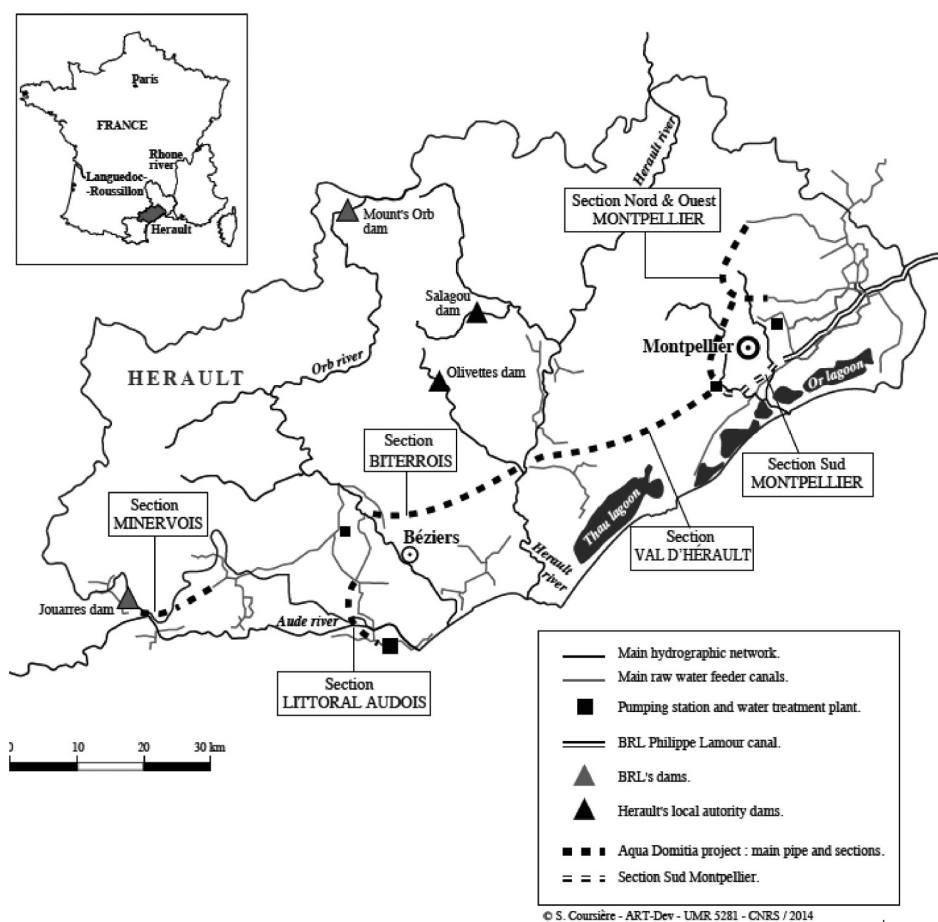 Paris
FRANCE
Rhone
river
Languedoc-
-Roussillon
Herault
Herault river
Section Nord & Ouest
MONTPELLIER
Mount's Orb
dam
Salagou
dam
Montpellier
Orb river
HERAULT
Olivettes dam
Or lagoon
Section
BITERROIS
Section Sud
MONTPELLIER
Section
MINERVOIS
Thau lagoon
Section
VAL D'HÉRAULT
Béziers
Herault
river
Jouarres dam
Aude river
Section
LITTORAL AUDOIS
0 10 20 30 km
Main hydrographic network.
Main raw water feeder canals.
Pumping station and water treatment plant.
BRL Philippe Lamour canal.
BRL's dams.
Herault's local autority dams.
Aqua Domitia project : main pipe and sections.
Section Sud Montpellier.
© S. Coursière - ART-Dev - UMR 5281 - CNRS / 2014